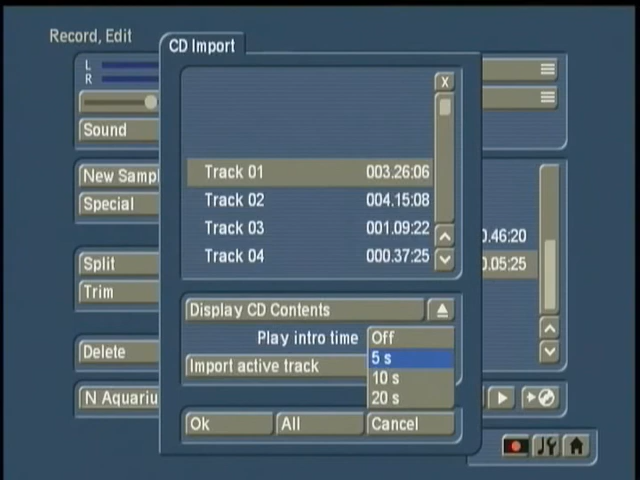 Record, Edit
CD Import
L
R
X
Sound
New Sampl
Special
Track 01 003.26:06
Track 02 004.15:08
Track 03 001.09:22
Track 04 000.37:25
0.46:20
0.05:25
Split
Trim
Display CD Contents
Play intro time
Off
5 s
10 s
20 s
Delete
Import active track
N Aquariu
Ok
All
Cancel